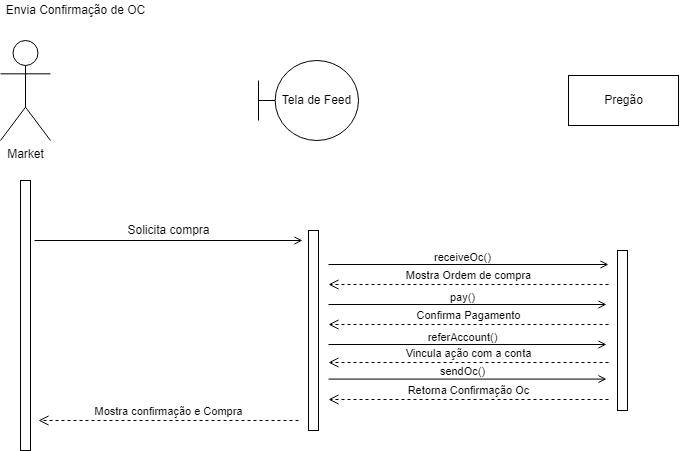 Envia Confirmação de OC
Tela de Feed
Pregão
Market
Solicita compra
receiveOc()
Mostra Ordem de compra
pay()
Confirma Pagamento
referAccount()
Vincula ação com a conta
sendOc()
Retorna Confirmação Oc
Mostra confirmação e Compra